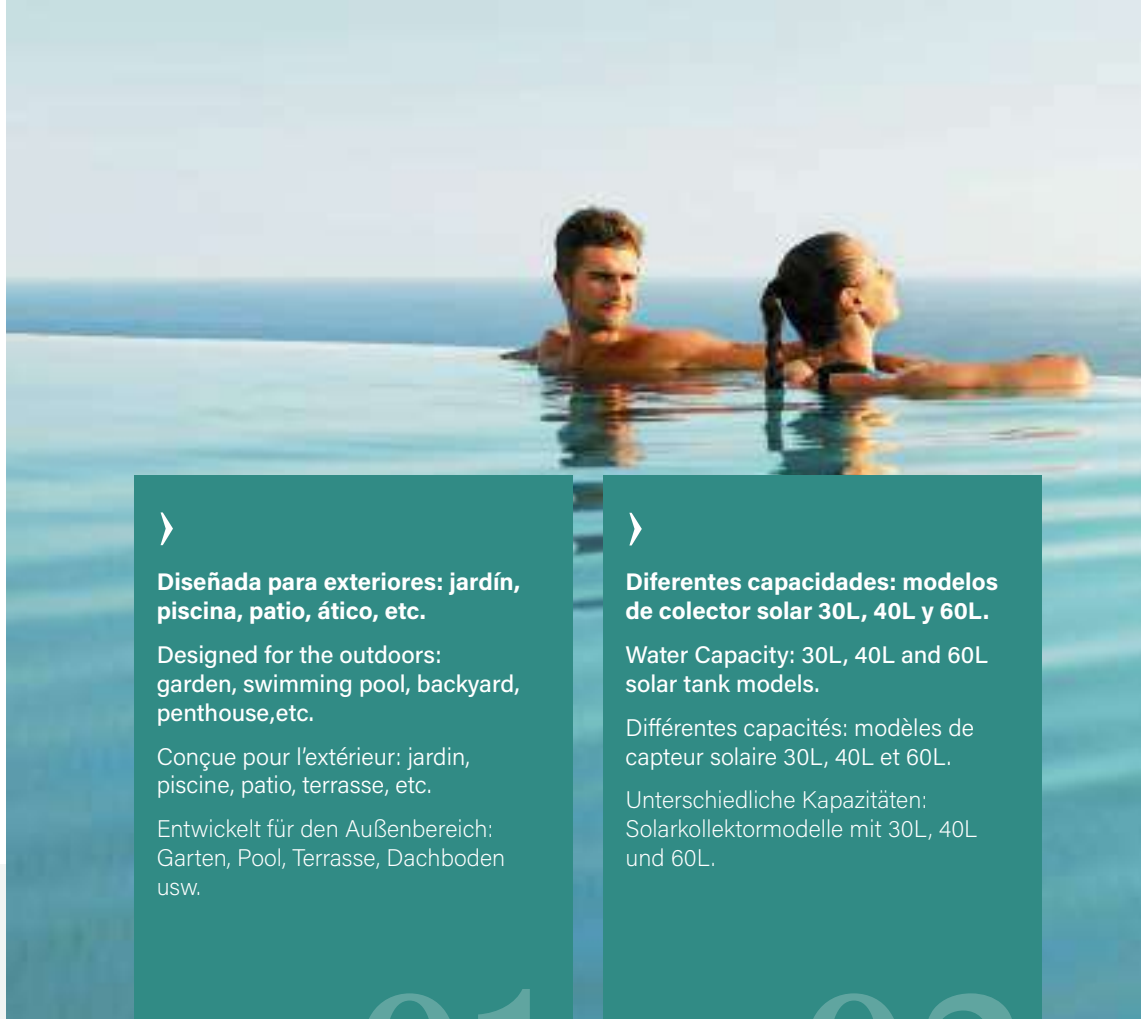 ›
Diseñada para exteriores: jardín,
piscina, patio, ático, etc.
Designed for the outdoors:
garden, swimming pool, backyard,
penthouse,etc.
Conçue pour l’extérieur: jardin,
piscine, patio, terrasse, etc.
Entwickelt für den Außenbereich:
Garten, Pool, Terrasse, Dachboden
usw.
01
›
Diferentes capacidades: modelos
de colector solar 30L, 40L y 60L.
Water Capacity: 30L, 40L and 60L
solar tank models.
Différentes capacités: modèles de
capteur solaire 30L, 40L et 60L.
Unterschiedliche Kapazitäten:
Solarkollektormodelle mit 30L, 40L
und 60L.